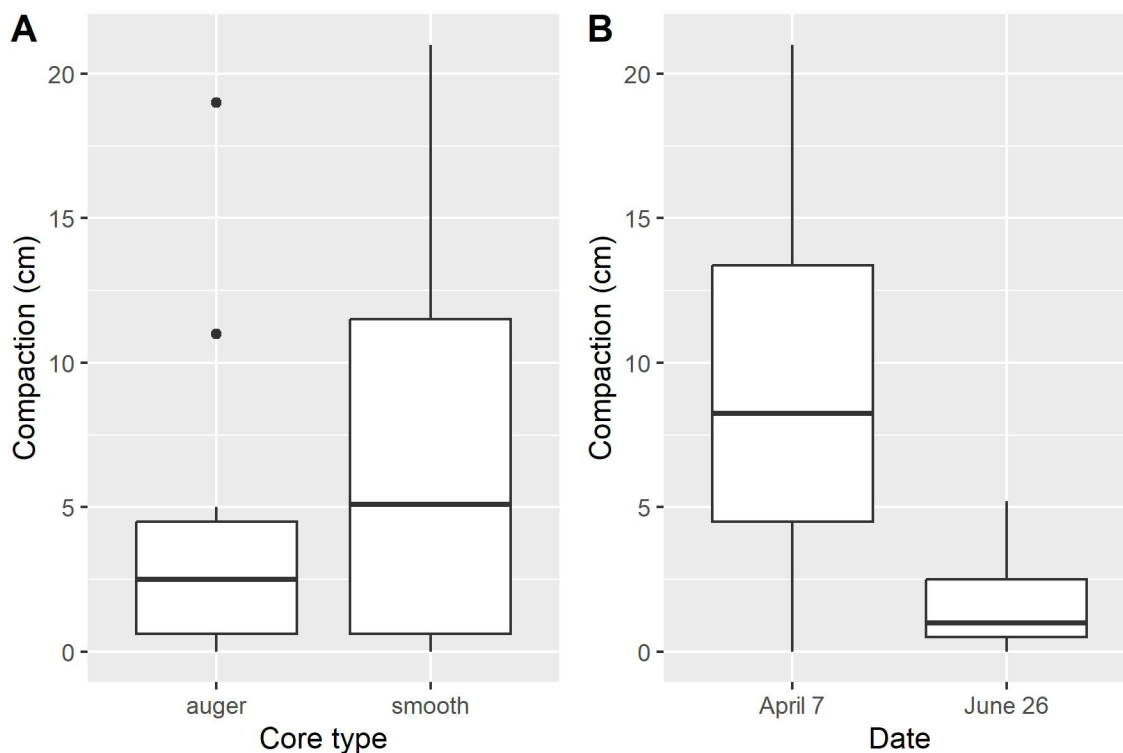 A
Compaction (cm)
20
15
10
5
0
auger smooth
Core type
B
Compaction (cm)
20
15
10
5
0
April 7 June 26
Date